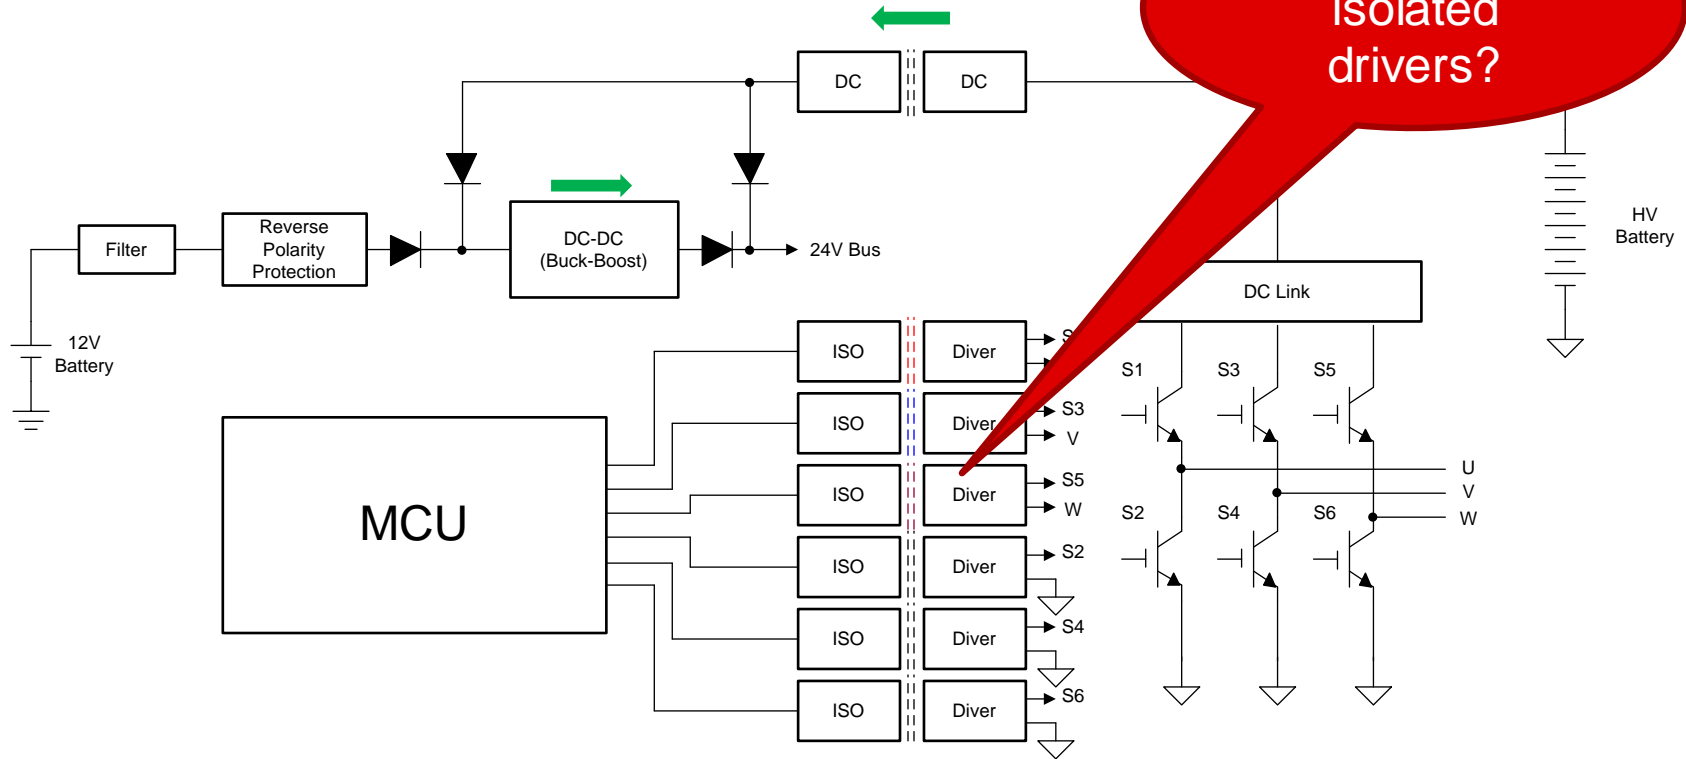 isolated
drivers?
DC
DC
HV
Battery
Filter
Reverse
Polarity
Protection
DC-DC
(Buck-Boost)
24V Bus
DC Link
12V
Battery
ISO
Diver
ISO
Diver
S3
V
ISO
Diver
S5
W
ISO
Diver
S2
ISO
Diver
S4
ISO
Diver
S6
MCU
S1
S3
S5
U
V
W
S2
S4
S6